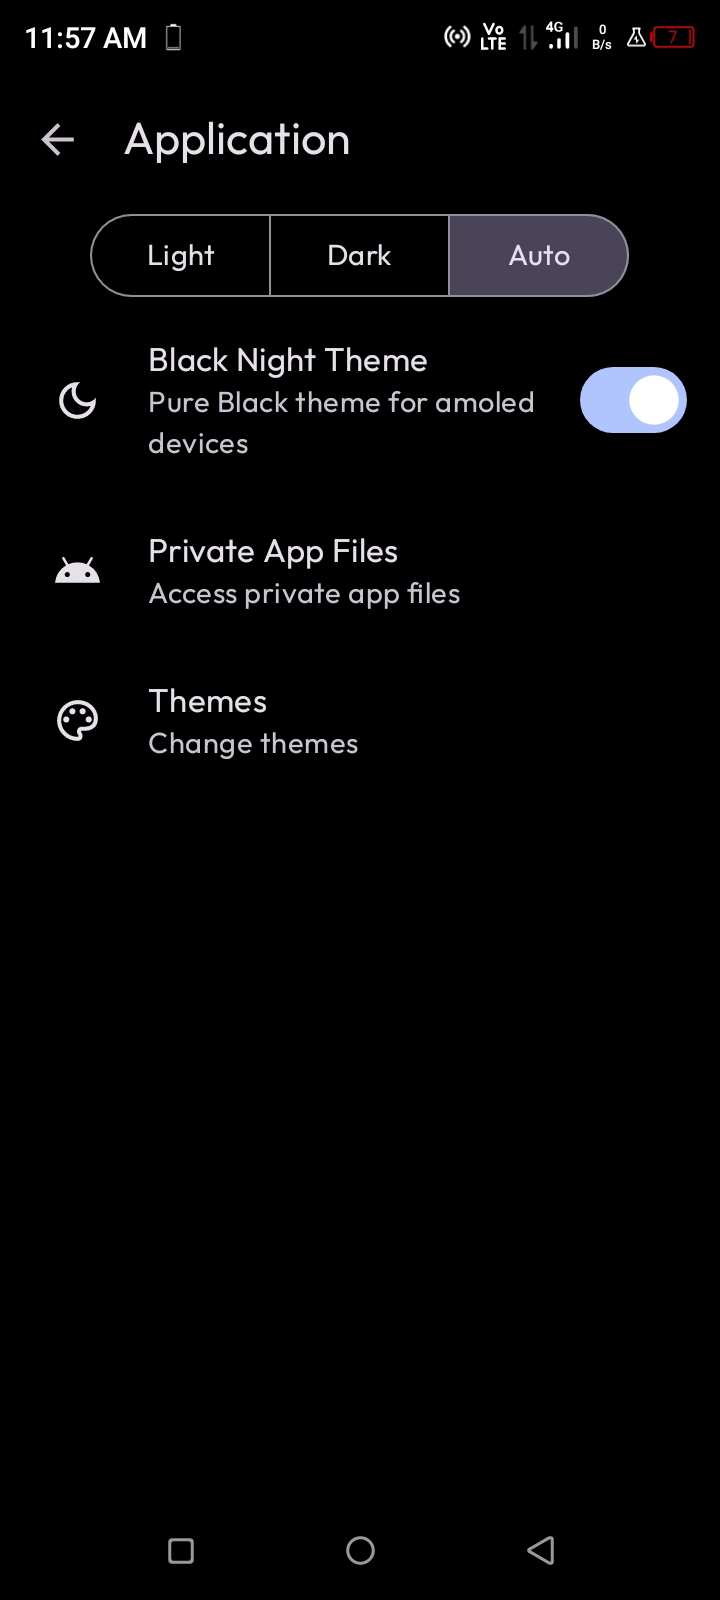 11:57 AM
Vo
LTE
4G
0
B/s
7
Application
Light
Dark
Auto
Black Night Theme
Pure Black theme for amoled
devices
Private App Files
Access private app files
Themes
Change themes